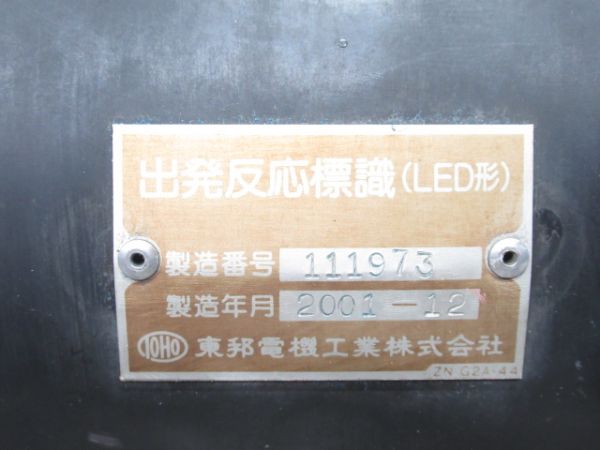 出発反応標識(LED形)
製造番号 111973
製造年月 2001-12
TOHO 東邦電機工業株式会社
ZN G2A-44